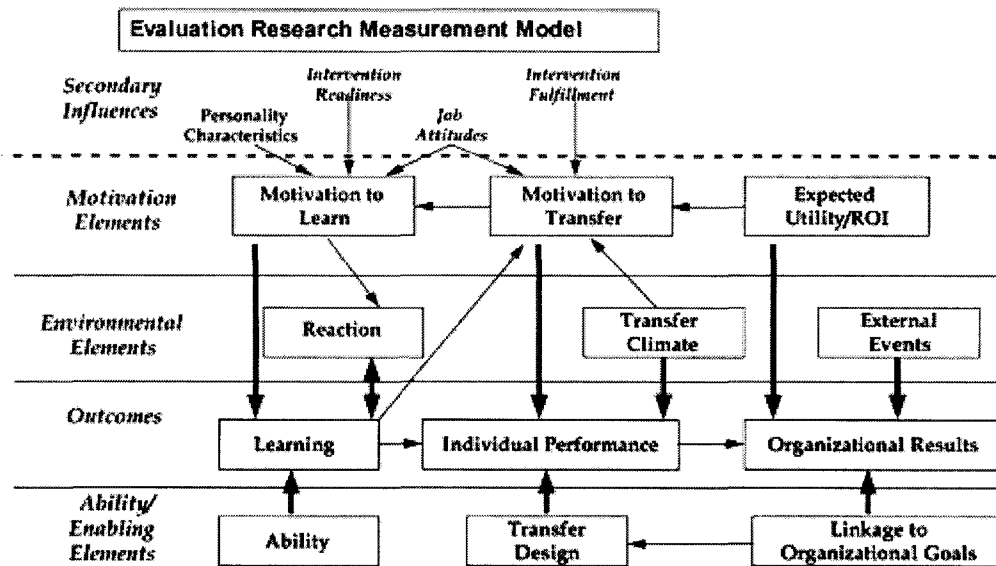 Evaluation Research Measurement Model
Secondary
Influences
Intervention
Readiness
Intervention
Fulfillment
Personality
Characteristics
Job
Attitudes
Motivation
Elements
Motivation to
Learn
Motivation to
Transfer
Expected
Utility/ROI
Environmental
Elements
Reaction
Transfer
Climate
External
Events
Outcomes
Learning
Individual Performance
Organizational Results
Ability/
Enabling
Elements
Ability
Transfer
Design
Linkage to
Organizational Goals